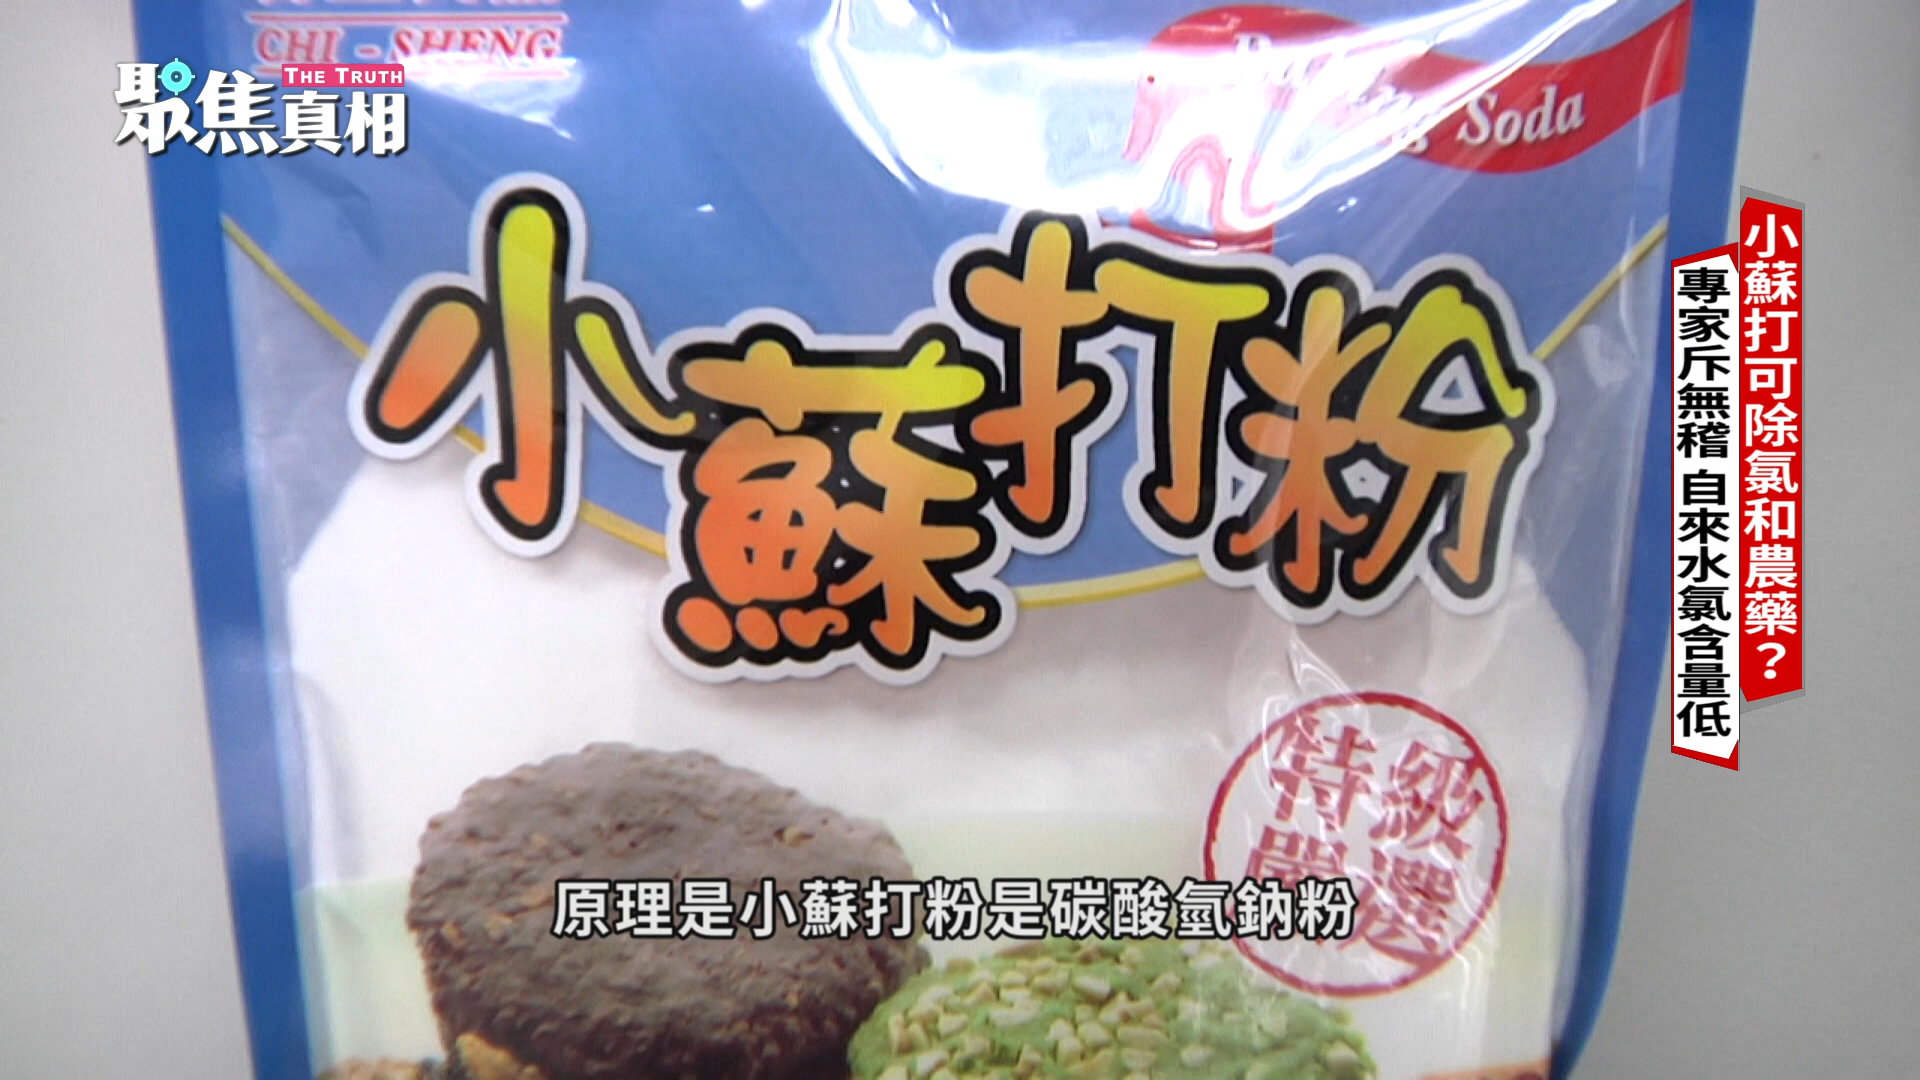 CHI-SHENG
聚焦真相
THE TRUTH
Baking Soda
小蘇打粉
特級
嚴選
小蘇打可除氯和農藥？
專家斥無稽 自來水氯含量低
原理是小蘇打粉是碳酸氫鈉粉